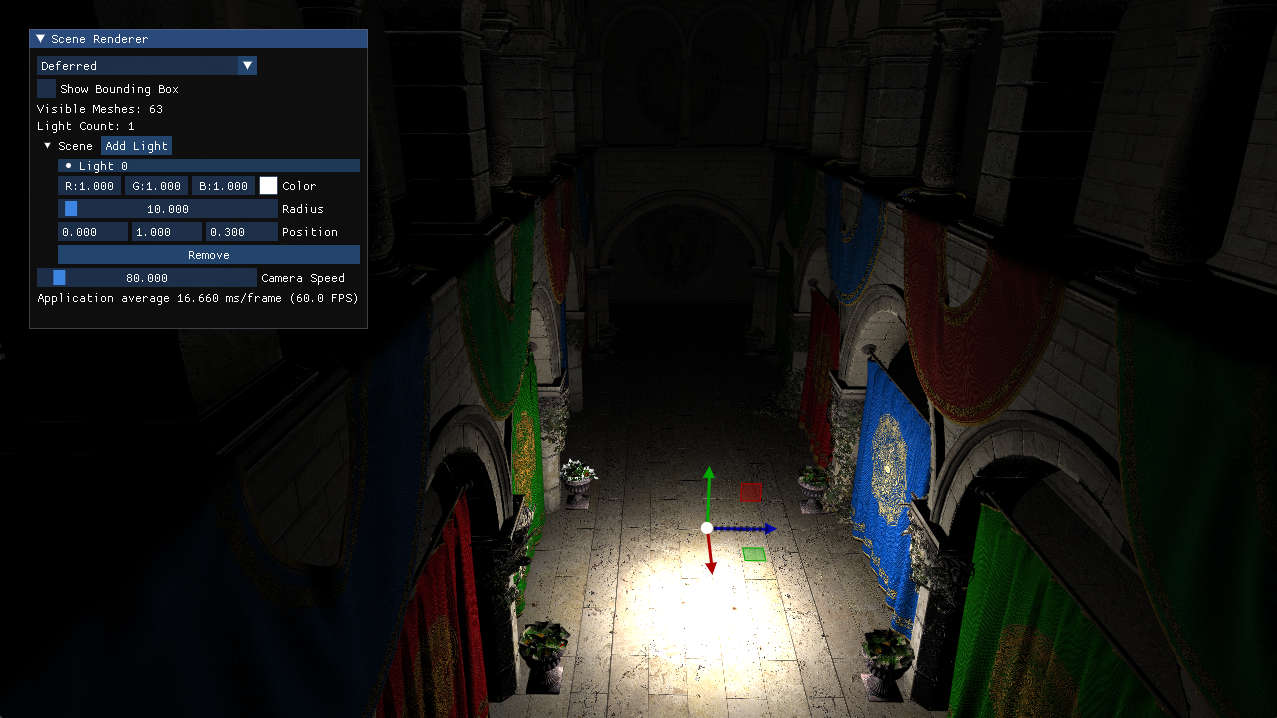 Scene Renderer
Deferred
Show Bounding Box
Visible Meshes: 63
Light Count: 1
Scene Add Light
Light 0
R:1.000 G:1.000 B:1.000 Color
10.000 Radius
0.000 1.000 0.300 Position
Remove
80.000 Camera Speed
Application average 16.660 ms/frame (60.0 FPS)